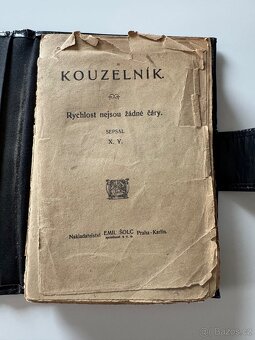 KOUZELNÍK.
Rychlost nejsou žádné čáry.
SEPSAL
X. Y.
Nakladatelství EMIL ŠOLC Praha-Karlín.